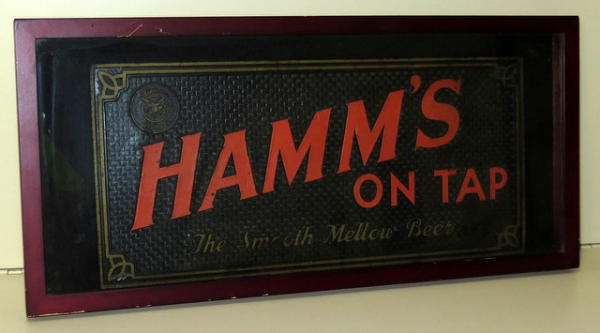 HAMM'S
ON TAP
The Smooth Mellow Beer